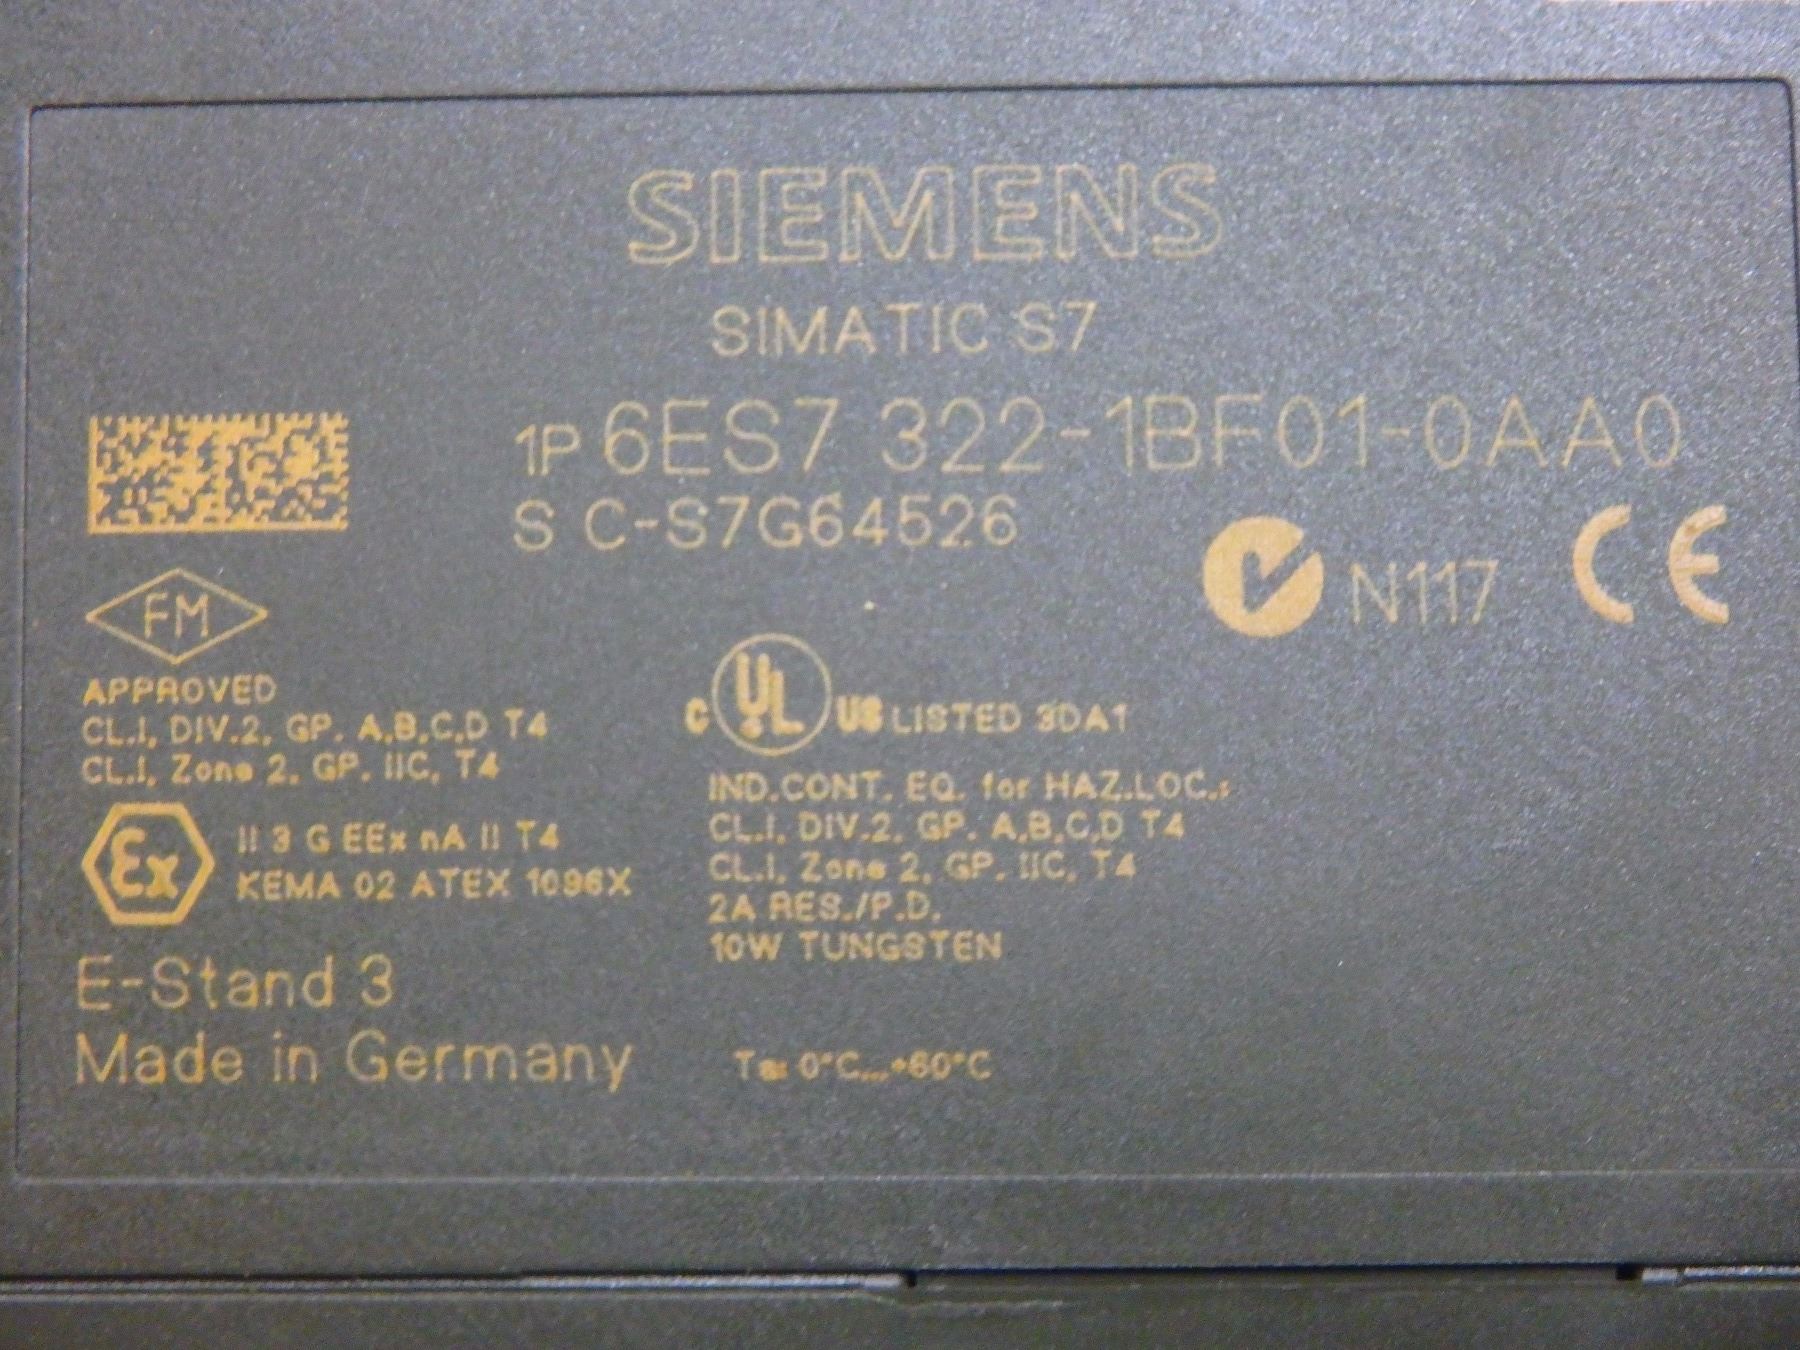 SIEMENS
SIMATIC S7
1P 6ES7 322-1BF01-0AA0
S C-S7G64526
N117 CE
FM
APPROVED
CL.I, DIV.2, GP. A,B,C,D T4
CL.I, Zone 2, GP. IIC, T4
Ex II 3 G EEx nA II T4
KEMA 02 ATEX 1096X
E-Stand 3
Made in Germany
C UL US LISTED 3DA1
IND.CONT. EQ. for HAZ.LOC.:
CL.I, DIV.2, GP. A,B,C,D T4
CL.I, Zone 2, GP. IIC, T4
2A RES./P.D.
10W TUNGSTEN
Ta: 0°C...+60°C